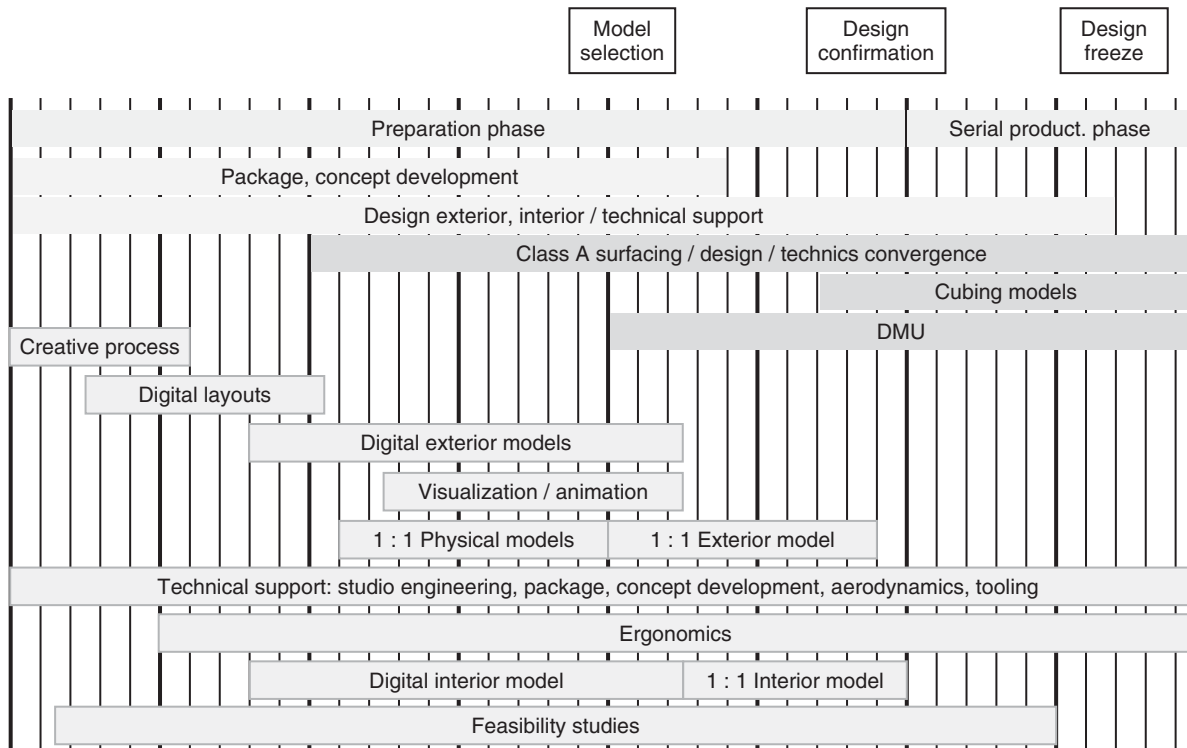 Model
selection
Design
confirmation
Design
freeze
Preparation phase
Serial product. phase
Package, concept development
Design exterior, interior / technical support
Class A surfacing / design / technics convergence
Cubing models
DMU
Creative process
Digital layouts
Digital exterior models
Visualization / animation
1 : 1 Physical models
1 : 1 Exterior model
Technical support: studio engineering, package, concept development, aerodynamics, tooling
Ergonomics
Digital interior model
1 : 1 Interior model
Feasibility studies